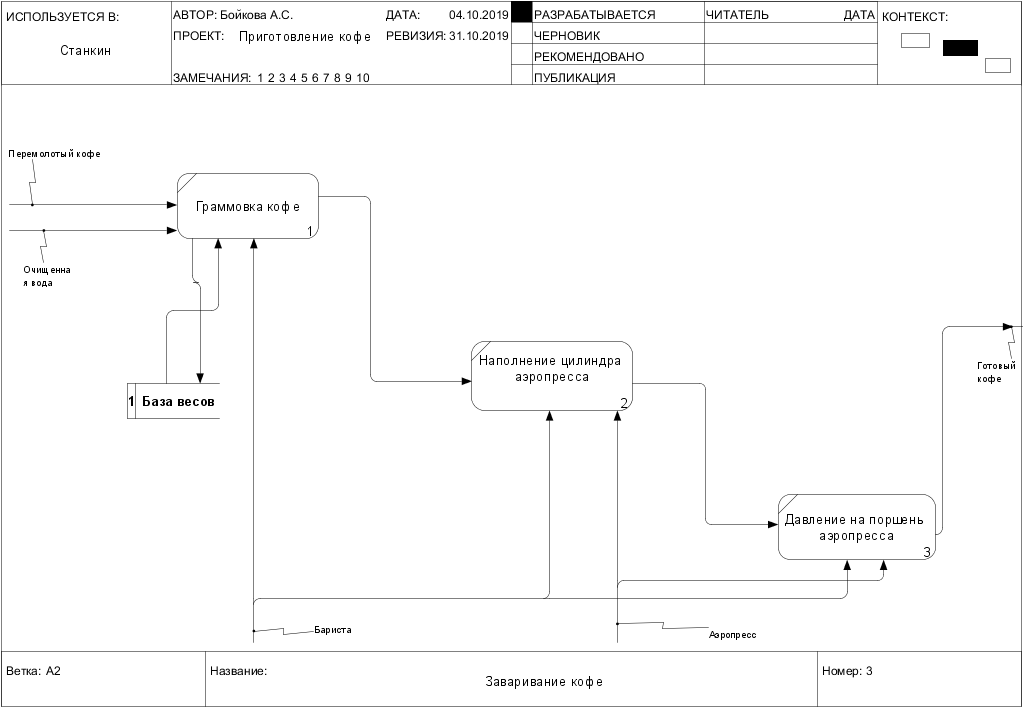 ИСПОЛЬЗУЕТСЯ В:
Станкин
АВТОР: Бойкова А.С.
ДАТА: 04.10.2019
ПРОЕКТ: Приготовление кофе
РЕВИЗИЯ: 31.10.2019
ЗАМЕЧАНИЯ: 1 2 3 4 5 6 7 8 9 10
РАЗРАБАТЫВАЕТСЯ
ЧЕРНОВИК
РЕКОМЕНДОВАНО
ПУБЛИКАЦИЯ
ЧИТАТЕЛЬ
ДАТА
КОНТЕКСТ:
Перемолотый кофе
Граммовка кофе
1
Очищенна
я вода
1 База весов
Наполнение цилиндра
аэропресса
2
Готовый
кофе
Давление на поршень
аэропресса
3
Бариста
Аэропресс
Ветка: A2
Название:
Заваривание кофе
Номер: 3